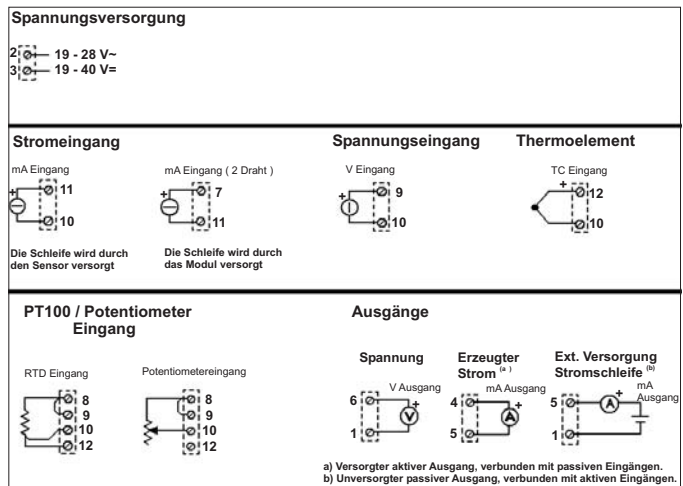 Spannungsversorgung
2 19 - 28 V~
3 19 - 40 V=
Stromeingang
mA Eingang
+ 11
10
Die Schleife wird durch
den Sensor versorgt
mA Eingang ( 2 Draht )
+ 7
11
Die Schleife wird durch
das Modul versorgt
Spannungseingang
V Eingang
+ 9
10
Thermoelement
TC Eingang
+ 12
10
PT100 / Potentiometer
Eingang
RTD Eingang
8
9
10
12
Potentiometereingang
8
9
10
12
Ausgänge
Spannung
V Ausgang
6 +
V
1
Erzeugter
Strom (a )
mA Ausgang
4 +
A
5
Ext. Versorgung
Stromschleife (b)
mA
Ausgang
5 A +
1
a) Versorgter aktiver Ausgang, verbunden mit passiven Eingängen.
b) Unversorgter passiver Ausgang, verbunden mit aktiven Eingängen.